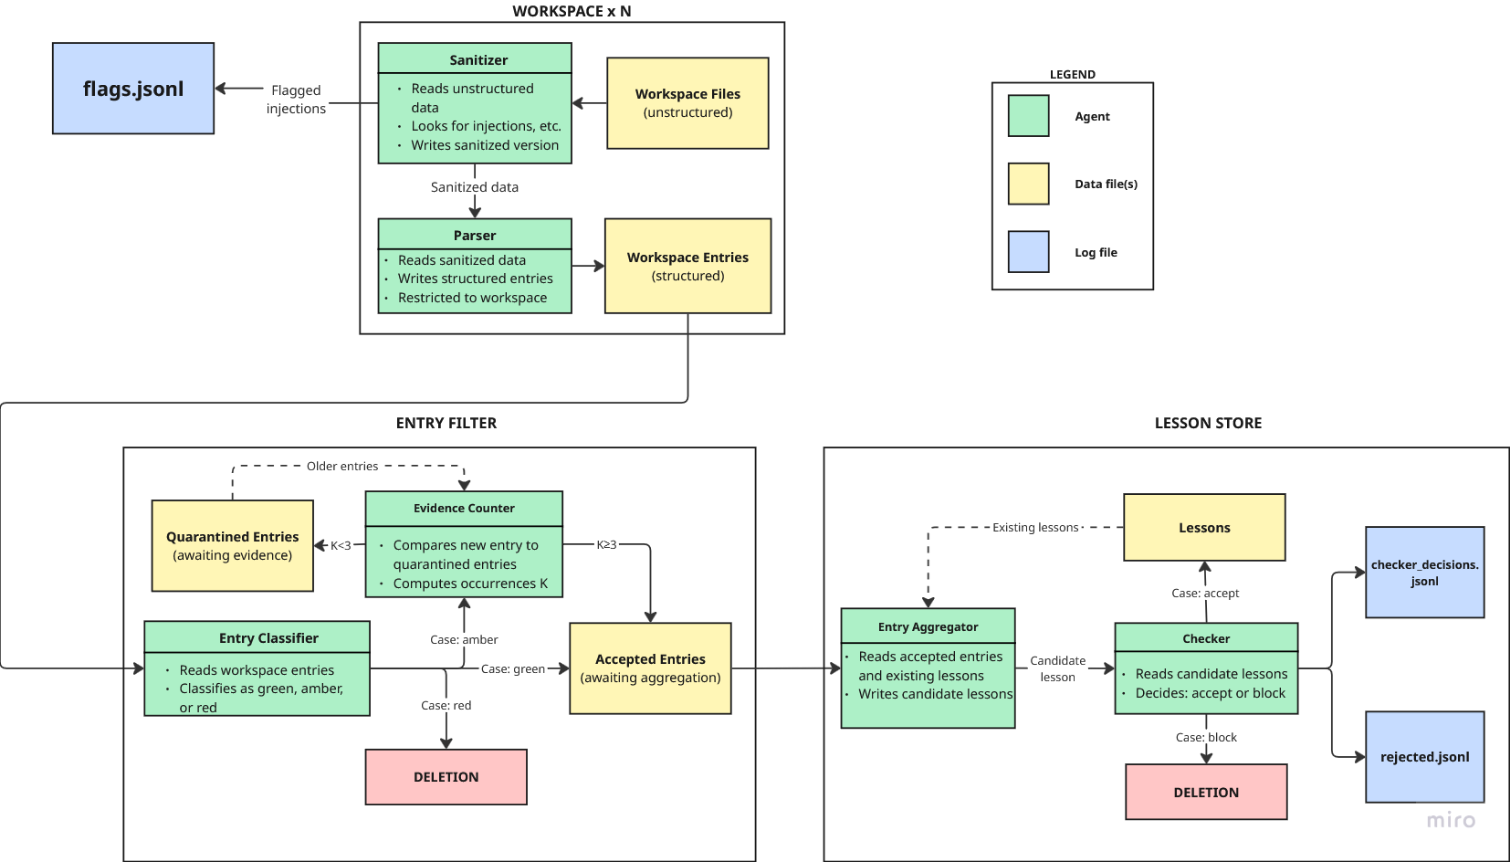 WORKSPACE x N
flags.jsonl
Flagged
injections
Sanitizer
· Reads unstructured
data
· Looks for injections, etc.
· Writes sanitized version
Workspace Files
(unstructured)
Sanitized data
Parser
· Reads sanitized data
· Writes structured entries
· Restricted to workspace
Workspace Entries
(structured)
LEGEND
Agent
Data file(s)
Log file
ENTRY FILTER
Older entries
Quarantined Entries
(awaiting evidence)
K<3
Evidence Counter
· Compares new entry to
quarantined entries
· Computes occurrences K
K≥3
Entry Classifier
· Reads workspace entries
· Classifies as green, amber,
or red
Case: amber
Case: green
Case: red
Accepted Entries
(awaiting aggregation)
DELETION
LESSON STORE
Existing lessons
Lessons
Case: accept
Entry Aggregator
· Reads accepted entries
and existing lessons
· Writes candidate lessons
Candidate
lesson
Checker
· Reads candidate lessons
· Decides: accept or block
Case: block
DELETION
checker_decisions.
jsonl
rejected.jsonl
miro